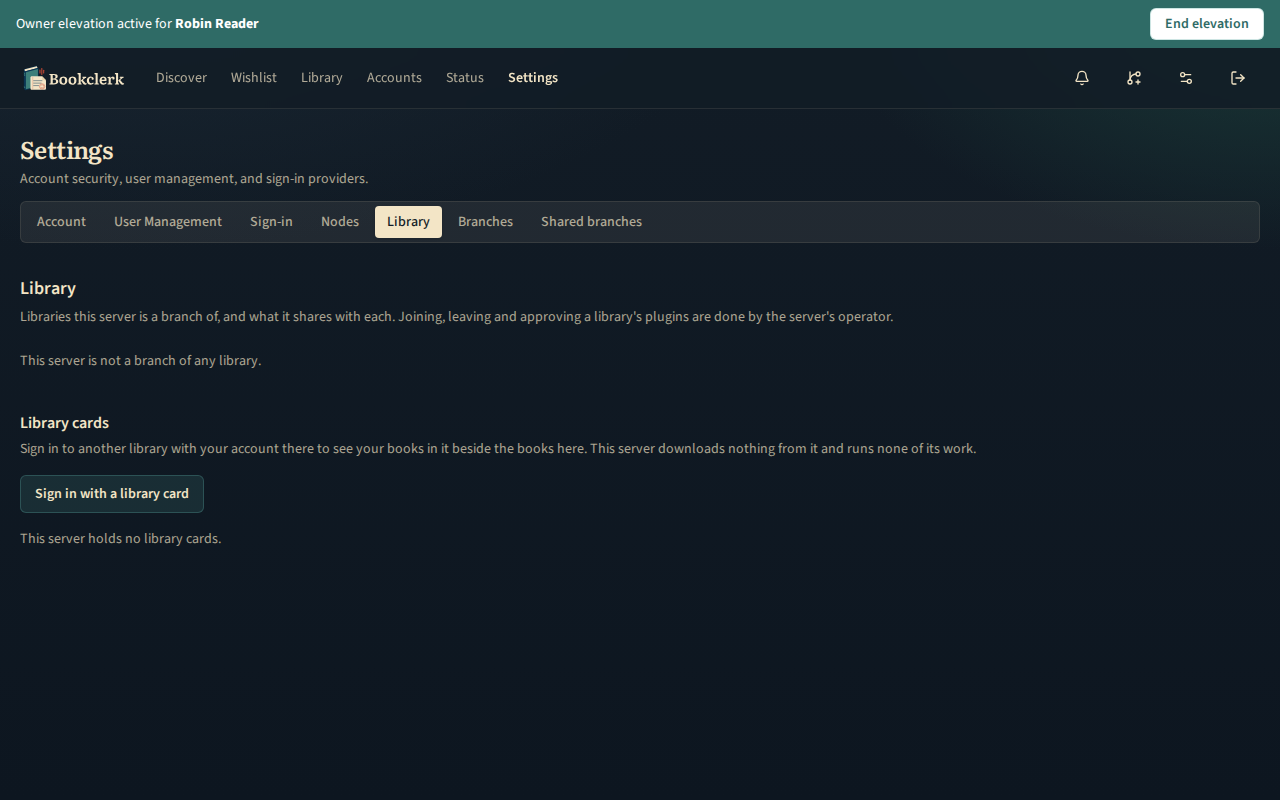 Owner elevation active for Robin Reader
End elevation
Bookclerk
Discover
Wishlist
Library
Accounts
Status
Settings
Settings
Account security, user management, and sign-in providers.
Account
User Management
Sign-in
Nodes
Library
Branches
Shared branches
Library
Libraries this server is a branch of, and what it shares with each. Joining, leaving and approving a library's plugins are done by the server's operator.
This server is not a branch of any library.
Library cards
Sign in to another library with your account there to see your books in it beside the books here. This server downloads nothing from it and runs none of its work.
Sign in with a library card
This server holds no library cards.